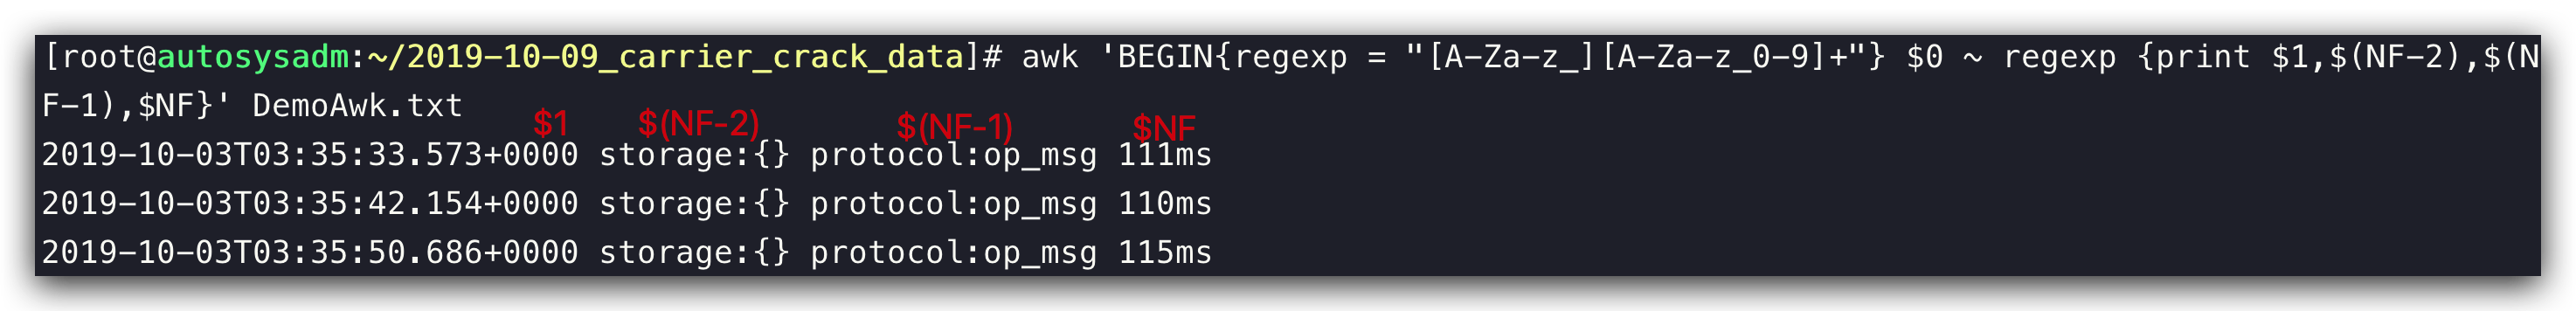 [root@autosysadm:~/2019-10-09_carrier_crack_data]# awk 'BEGIN{regexp = "[A-Za-z_][A-Za-z_0-9]+"} $0 ~ regexp {print $1,$(NF-2),$(N
F-1),$NF}' DemoAwk.txt
$1 $(NF-2) $(NF-1) $NF
2019-10-03T03:35:33.573+0000 storage:{} protocol:op_msg 111ms
2019-10-03T03:35:42.154+0000 storage:{} protocol:op_msg 110ms
2019-10-03T03:35:50.686+0000 storage:{} protocol:op_msg 115ms